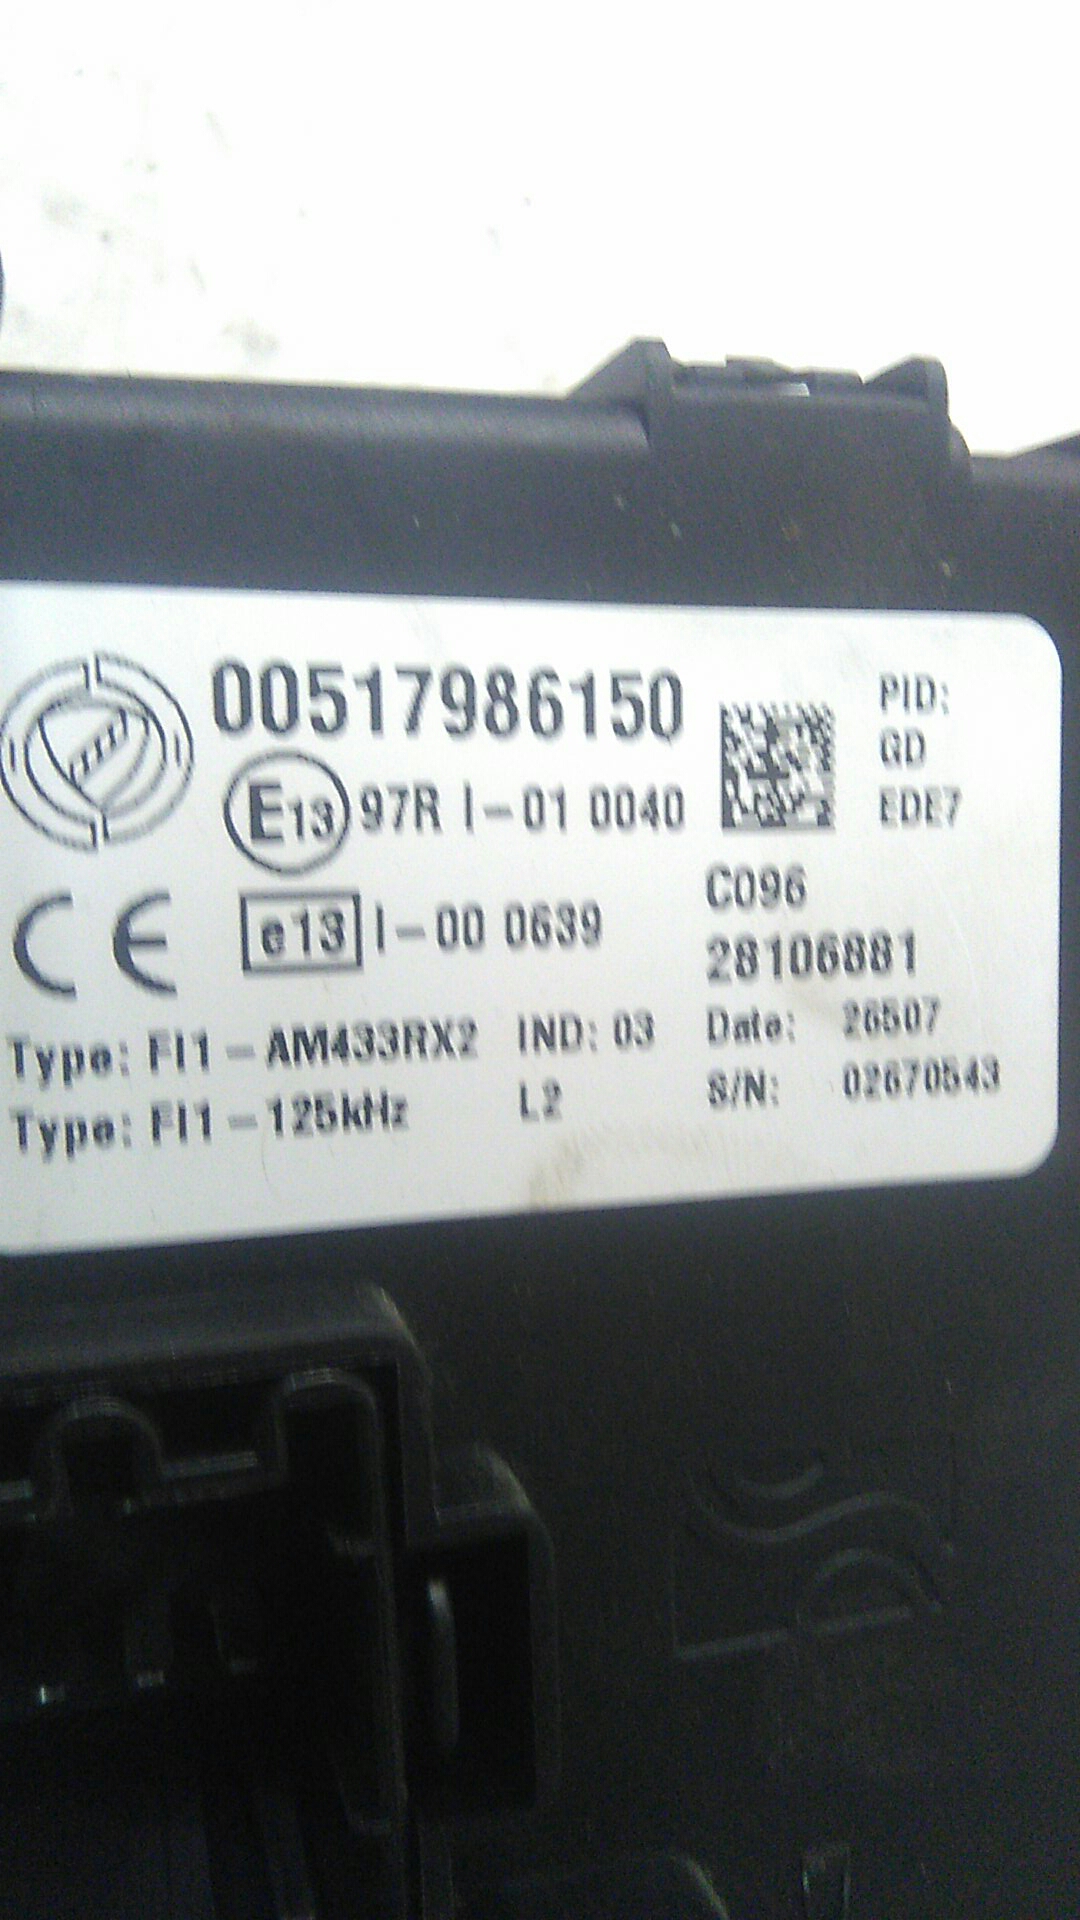 00517986150
E13 97R I-01 0040
e13 I-00 0639
CE
Type: FI1-AM433RX2 IND: 03
Type: FI1-125kHz L2
PID:
GD
EDE7
C096
28106881
Date: 26507
S/N: 02670543